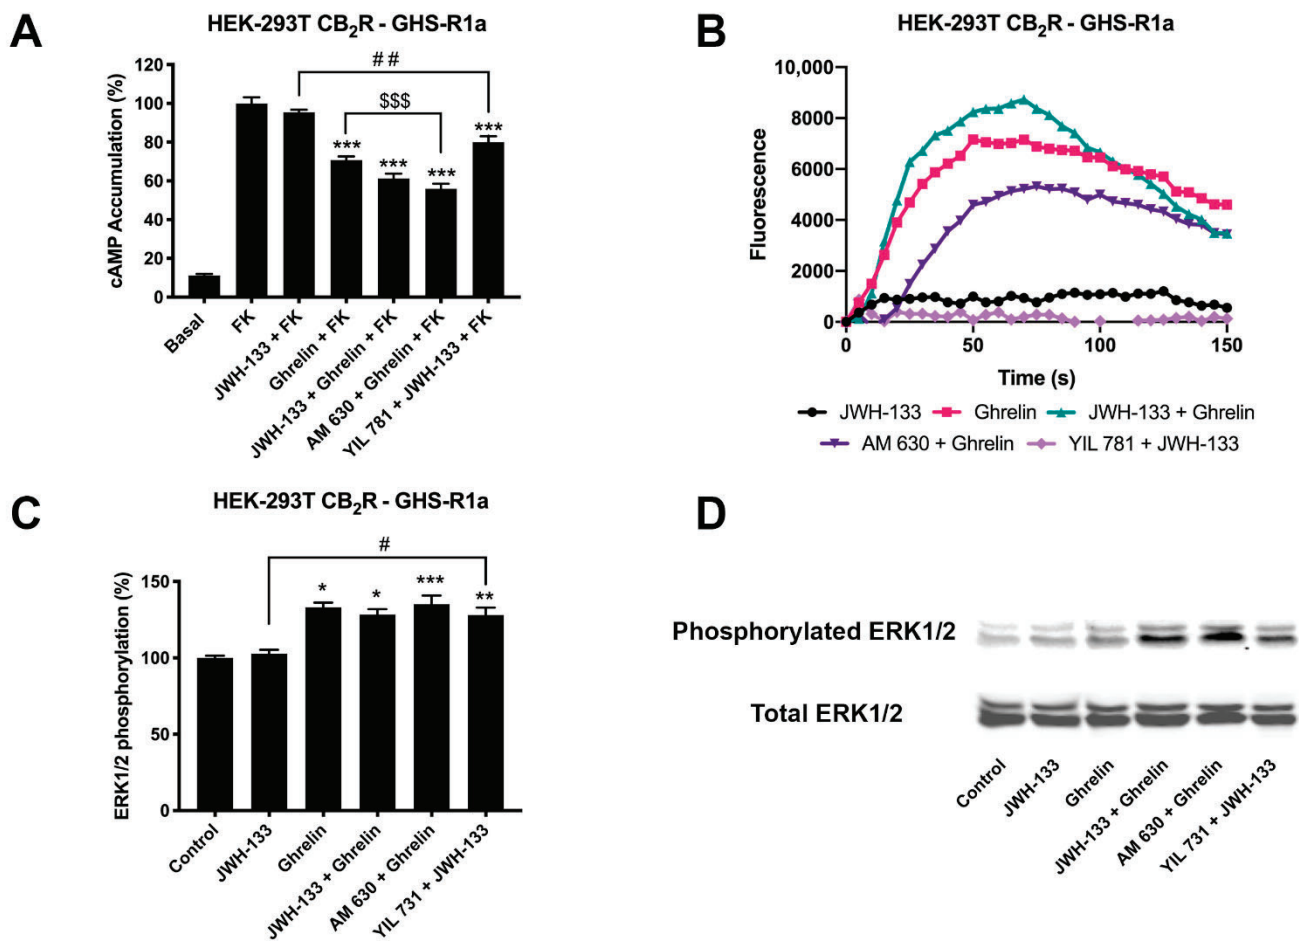 A
HEK-293T CB₂R - GHS-R1a
##
$$$
***
***
***
***
cAMP Accumulation (%)
120
100
80
60
40
20
0
Basal
FK
JWH-133 + FK
Ghrelin + FK
JWH-133 + Ghrelin + FK
AM 630 + Ghrelin + FK
YIL 781 + JWH-133 + FK
B
HEK-293T CB₂R - GHS-R1a
Fluorescence
10,000
8000
6000
4000
2000
0
0
50
100
150
Time (s)
JWH-133
Ghrelin
JWH-133 + Ghrelin
AM 630 + Ghrelin
YIL 781 + JWH-133
C
HEK-293T CB₂R - GHS-R1a
#
*
*
***
**
ERK1/2 phosphorylation (%)
150
100
50
0
Control
JWH-133
Ghrelin
JWH-133 + Ghrelin
AM 630 + Ghrelin
YIL 731 + JWH-133
D
Phosphorylated ERK1/2
Total ERK1/2
Control
JWH-133
Ghrelin
JWH-133 + Ghrelin
AM 630 + Ghrelin
YIL 731 + JWH-133